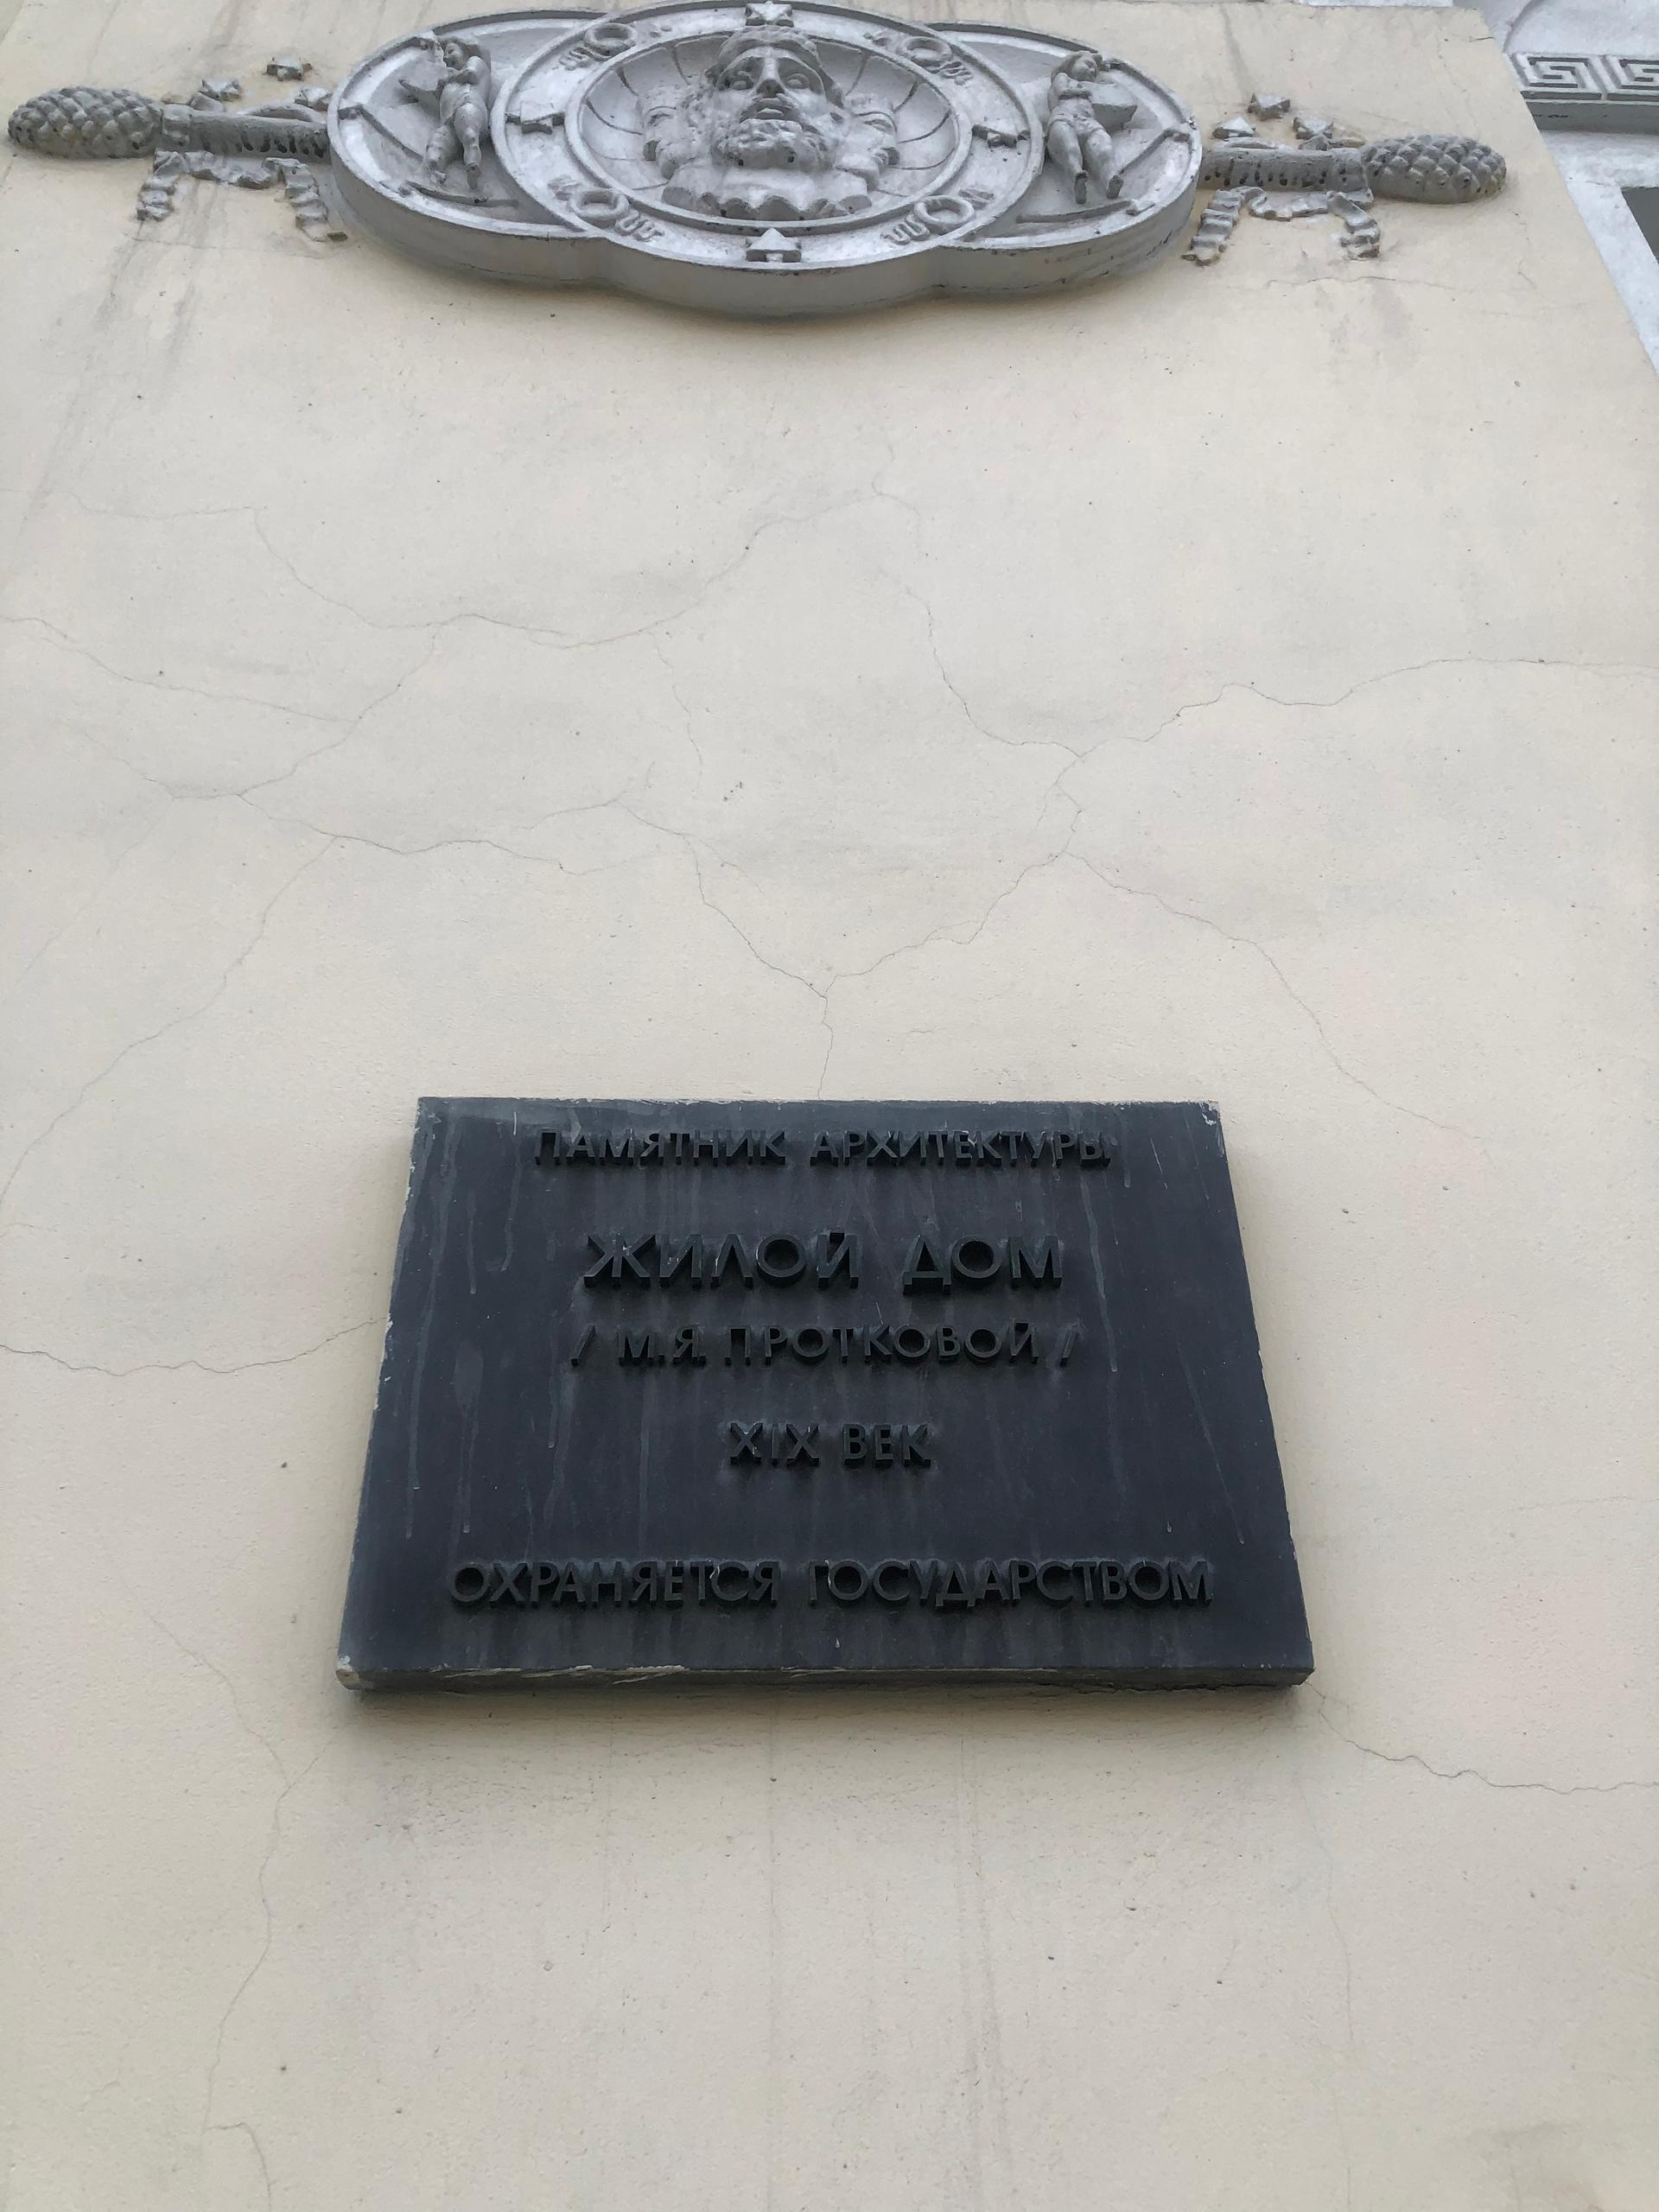 ПАМЯТНИК АРХИТЕКТУРЫ
ЖИЛОЙ ДОМ
/ М.Я. ПРОТКОВОЙ /
XIX ВЕК
ОХРАНЯЕТСЯ ГОСУДАРСТВОМ